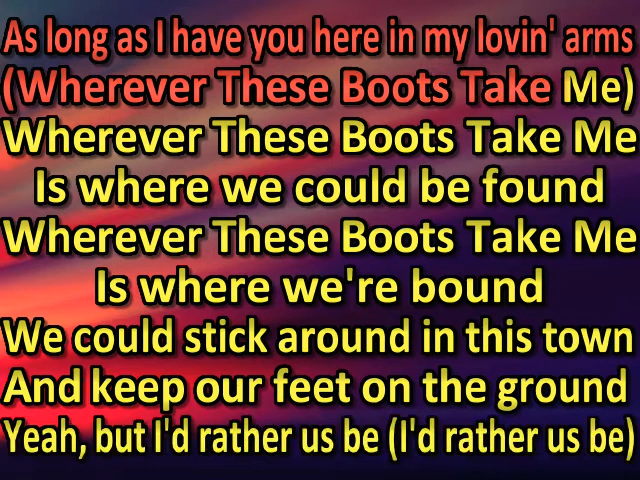 As long as I have you here in my lovin' arms
(Wherever These Boots Take Me)
Wherever These Boots Take Me
Is where we could be found
Wherever These Boots Take Me
Is where we're bound
We could stick around in this town
And keep our feet on the ground
Yeah, but I'd rather us be (I'd rather us be)